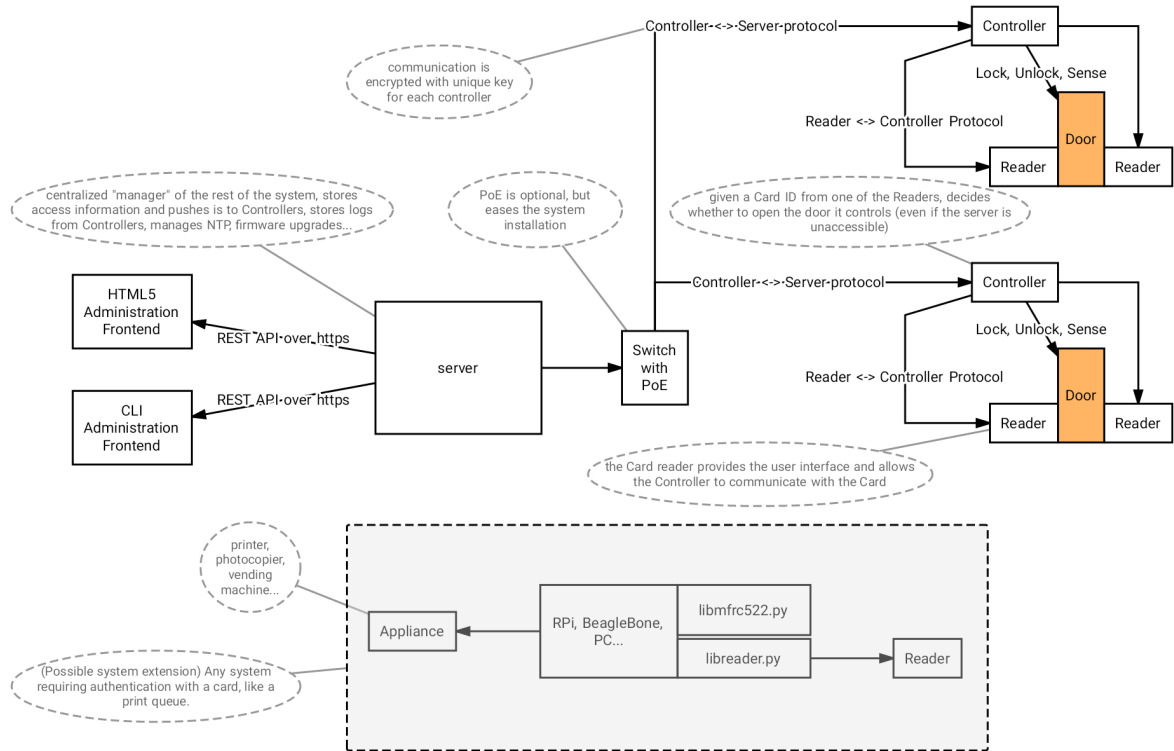 Controller <-> Server protocol
Controller
communication is
encrypted with unique key
for each controller
Lock, Unlock, Sense
Reader <-> Controller Protocol
Door
Reader
Reader
centralized "manager" of the rest of the system, stores
access information and pushes is to Controllers, stores logs
from Controllers, manages NTP, firmware upgrades...
PoE is optional, but
eases the system
installation
given a Card ID from one of the Readers, decides
whether to open the door it controls (even if the server is
unaccessible)
HTML5
Administration
Frontend
REST API over https
CLI
Administration
Frontend
REST API over https
server
Switch
with
PoE
Controller <-> Server protocol
Controller
Lock, Unlock, Sense
Reader <-> Controller Protocol
Door
Reader
Reader
the Card reader provides the user interface and allows
the Controller to communicate with the Card
printer,
photocopier,
vending
machine...
Appliance
RPi, BeagleBone,
PC...
libmfrc522.py
libreader.py
Reader
(Possible system extension) Any system
requiring authentication with a card, like a
print queue.